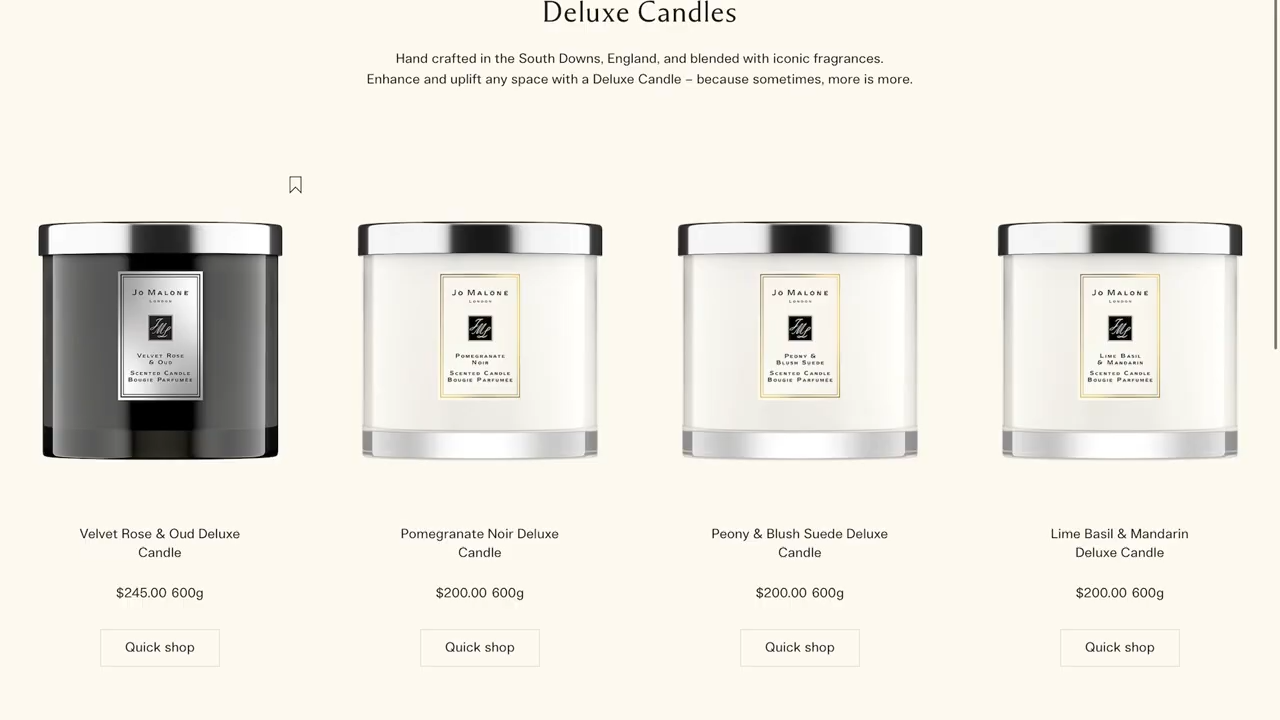 Deluxe Candles
Hand crafted in the South Downs, England, and blended with iconic fragrances.
Enhance and uplift any space with a Deluxe Candle – because sometimes, more is more.
Jo Malone
London
JML
Velvet Rose
& Oud
Scented Candle
Bougie Parfumée
Jo Malone
London
JML
Pomegranate
Noir
Scented Candle
Bougie Parfumée
Jo Malone
London
JML
Peony &
Blush Suede
Scented Candle
Bougie Parfumée
Jo Malone
London
JML
Lime Basil
& Mandarin
Scented Candle
Bougie Parfumée
Velvet Rose & Oud Deluxe
Candle
$245.00 600g
Quick shop
Pomegranate Noir Deluxe
Candle
$200.00 600g
Quick shop
Peony & Blush Suede Deluxe
Candle
$200.00 600g
Quick shop
Lime Basil & Mandarin
Deluxe Candle
$200.00 600g
Quick shop